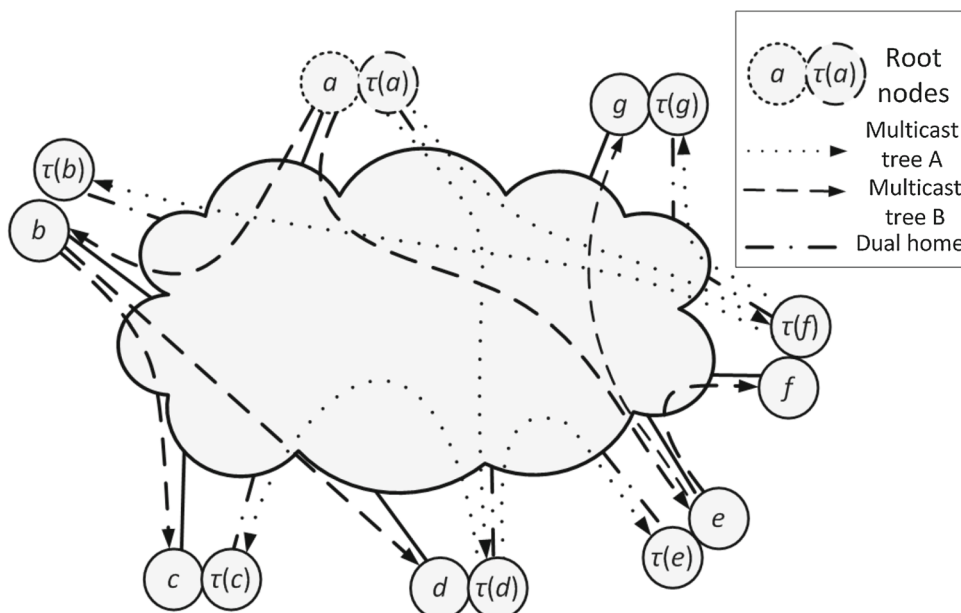 a τ(a)
g τ(g)
a τ(a)
Root
nodes
Multicast
tree A
Multicast
tree B
Dual home
τ(b)
b
τ(f)
f
e
τ(e)
c τ(c)
d τ(d)